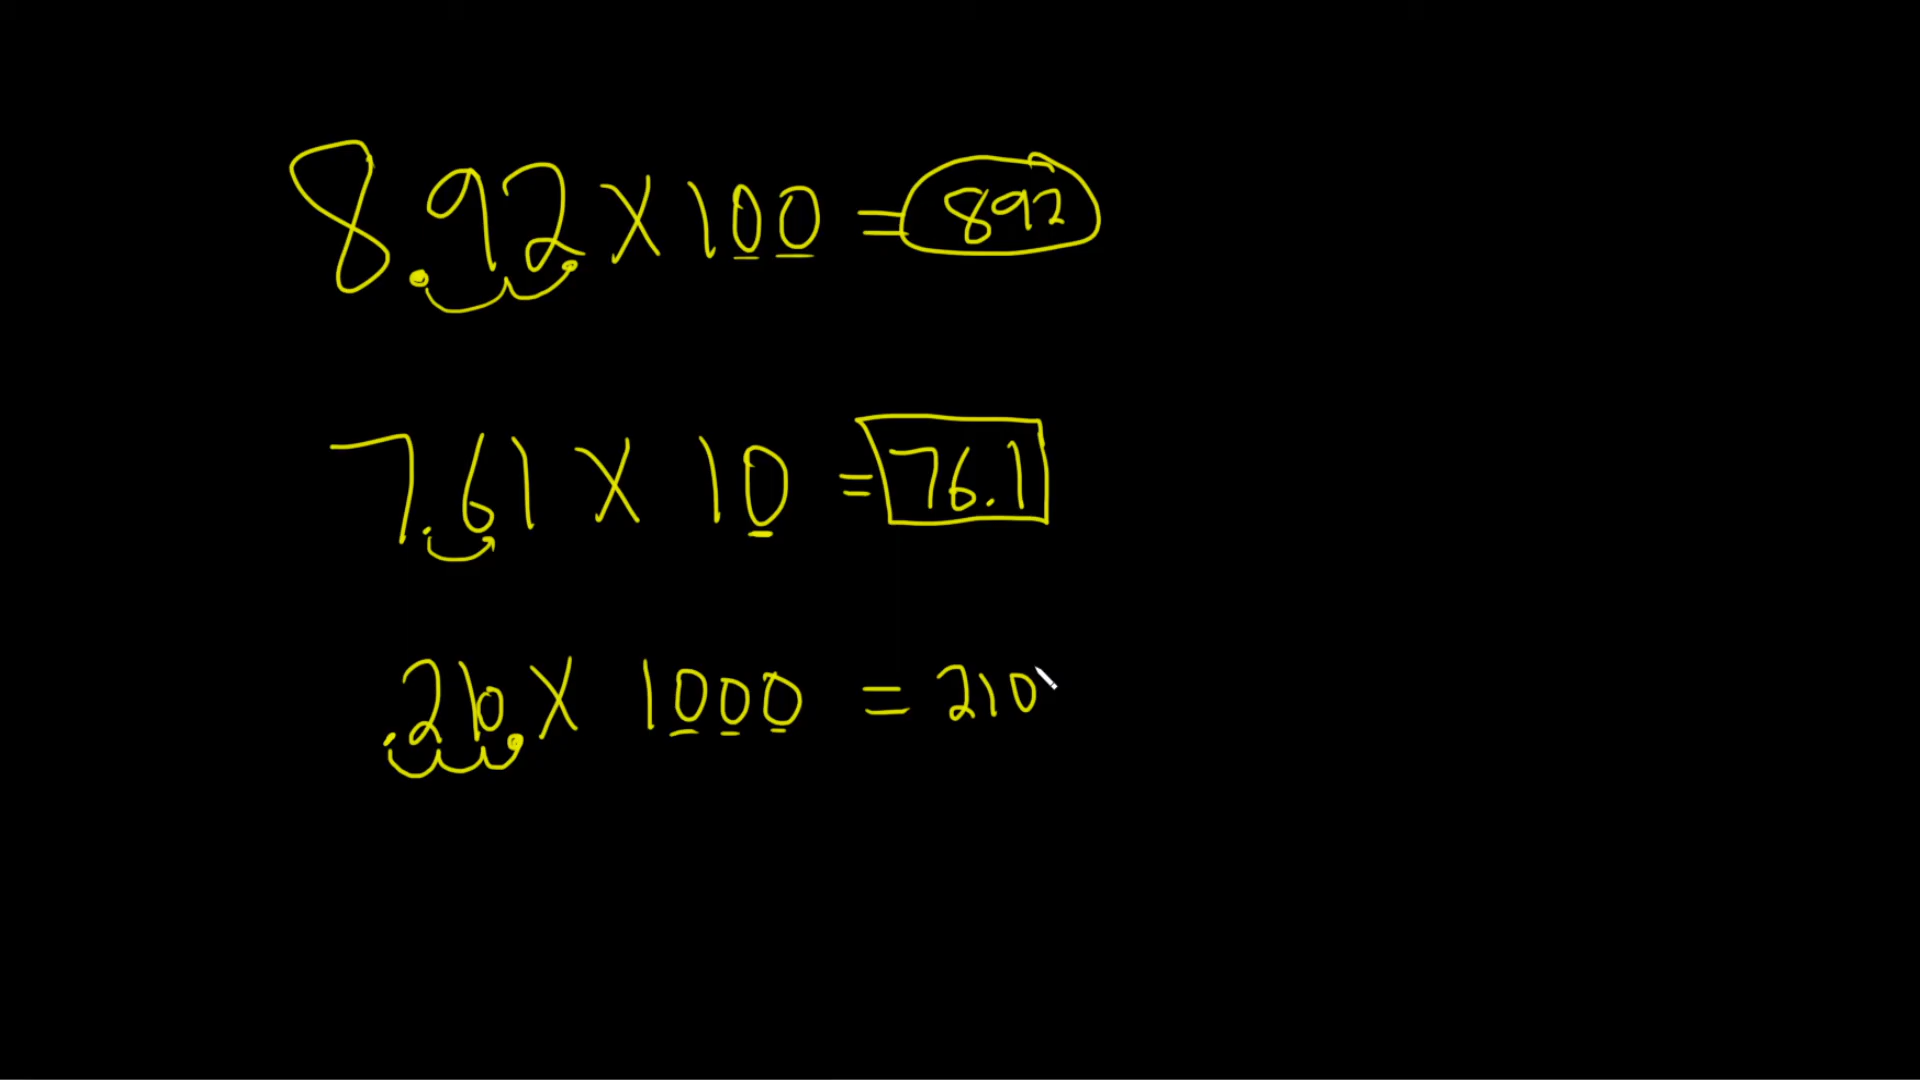 8.92 X 100 = 892
7.61 X 10 = 76.1
.210. X 1000 = 210